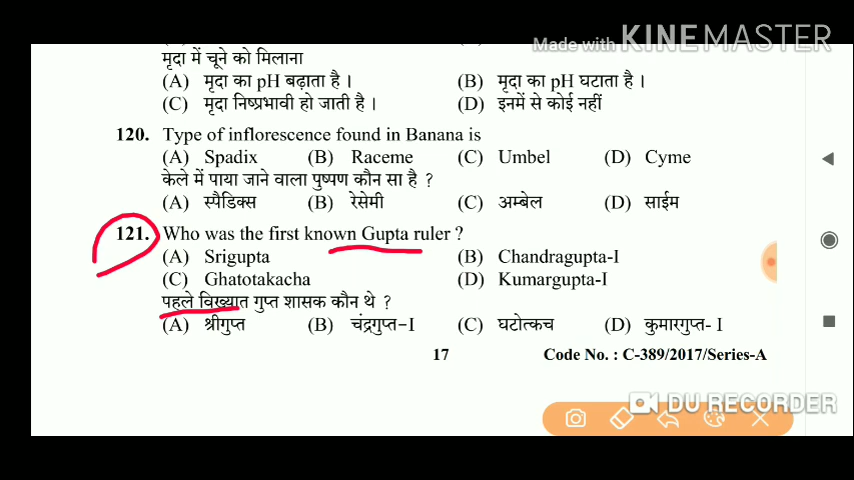 Made with KINEMASTER
मृदा में चूने को मिलाना
(A) मृदा का pH बढ़ाता है । (B) मृदा का pH घटाता है ।
(C) मृदा निष्प्रभावी हो जाती है । (D) इनमें से कोई नहीं
120. Type of inflorescence found in Banana is
(A) Spadix (B) Raceme (C) Umbel (D) Cyme
केले में पाया जाने वाला पुष्पण कौन सा है ?
(A) स्पैडिक्स (B) रेसेमी (C) अम्बेल (D) साईम
121. Who was the first known Gupta ruler ?
(A) Srigupta (B) Chandragupta-I
(C) Ghatotakacha (D) Kumargupta-I
पहले विख्यात गुप्त शासक कौन थे ?
(A) श्रीगुप्त (B) चंद्रगुप्त-I (C) घटोत्कच (D) कुमारगुप्त- I
17 Code No. : C-389/2017/Series-A
DU RECORDER